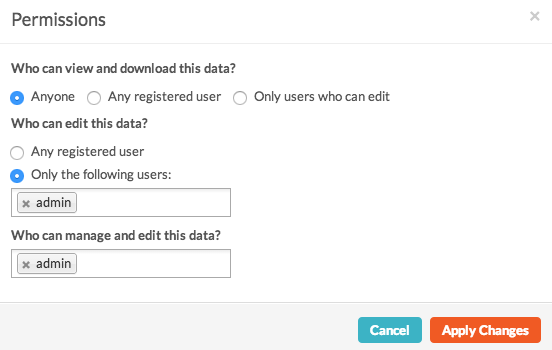 Permissions ×
Who can view and download this data?
Anyone Any registered user Only users who can edit
Who can edit this data?
Any registered user
Only the following users:
× admin
Who can manage and edit this data?
× admin
Cancel Apply Changes